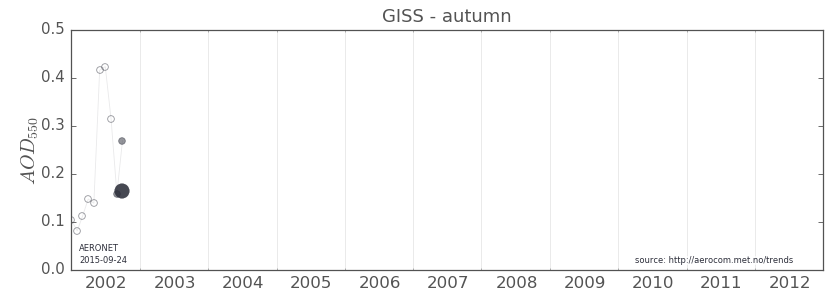 GISS - autumn
0.5
0.4
0.3
0.2
0.1
0.0
AOD550
AERONET
2015-09-24
source: http://aerocom.met.no/trends
2002 2003 2004 2005 2006 2007 2008 2009 2010 2011 2012